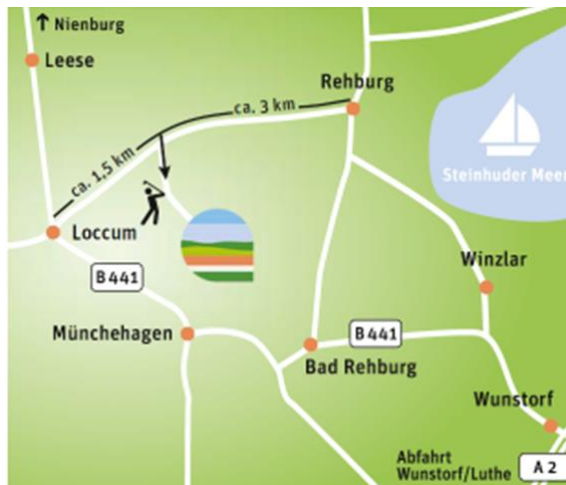 Nienburg
Leese
Rehburg
ca. 3 km
ca. 1,5 km
Steinhuder Meer
Loccum
B 441
Winzlar
Münchehagen
B 441
Bad Rehburg
Wunstorf
Abfahrt
Wunstorf/Luthe
A 2